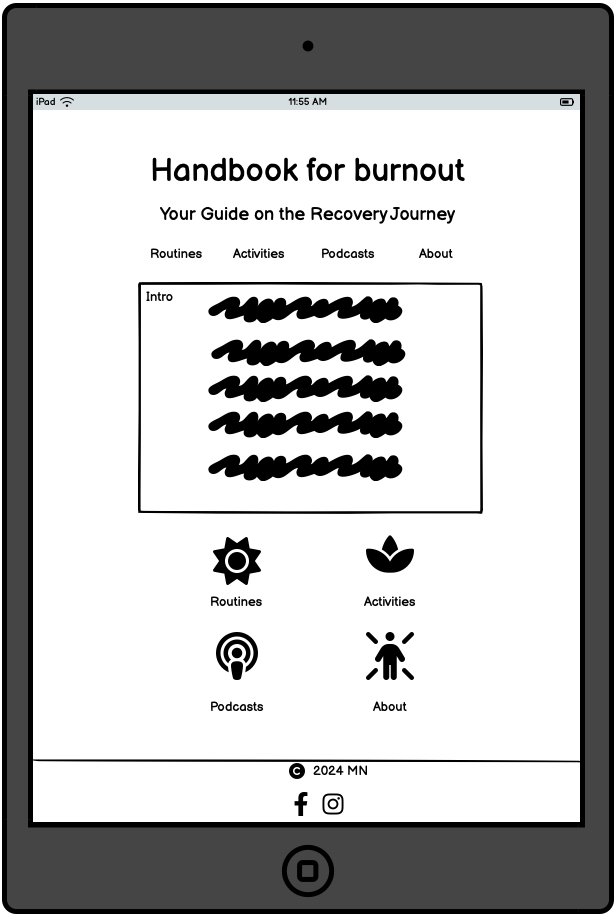 iPad 11:55 AM
Handbook for burnout
Your Guide on the Recovery Journey
Routines Activities Podcasts About
Intro
Routines Activities
Podcasts About
© 2024 MN